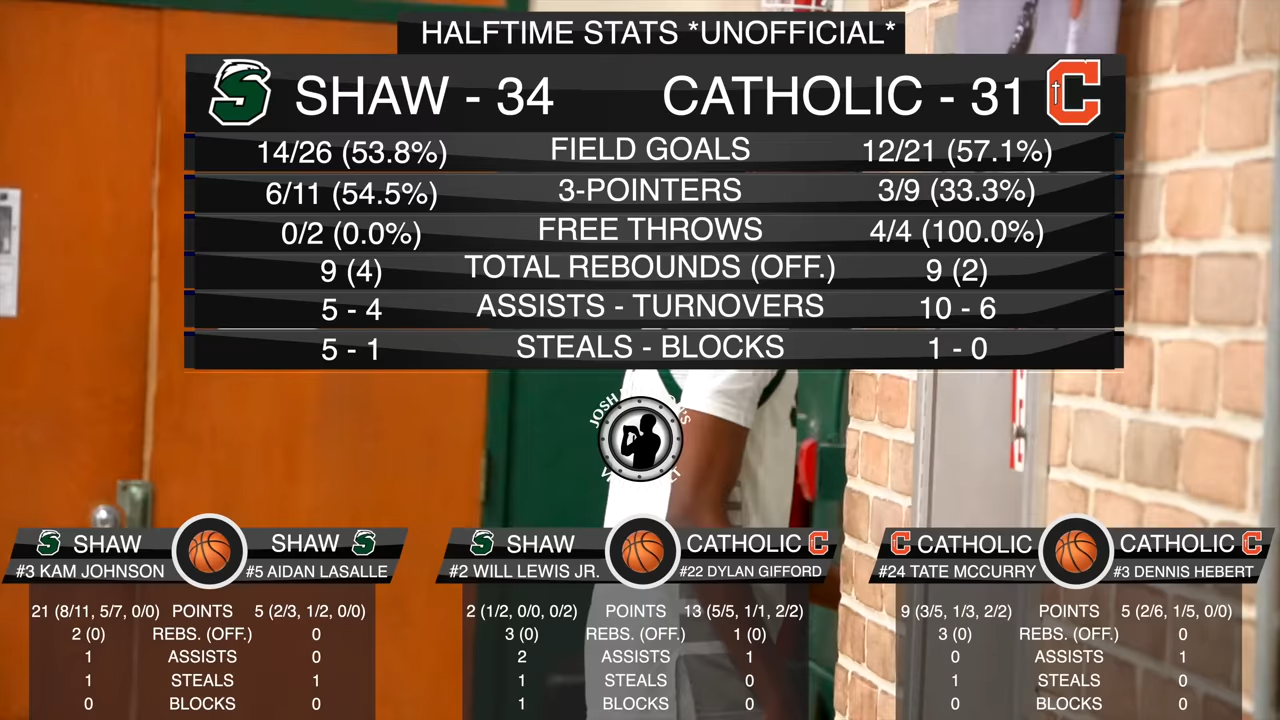 HALFTIME STATS *UNOFFICIAL*
SHAW - 34 CATHOLIC - 31
14/26 (53.8%) FIELD GOALS 12/21 (57.1%)
6/11 (54.5%) 3-POINTERS 3/9 (33.3%)
0/2 (0.0%) FREE THROWS 4/4 (100.0%)
9 (4) TOTAL REBOUNDS (OFF.) 9 (2)
5 - 4 ASSISTS - TURNOVERS 10 - 6
5 - 1 STEALS - BLOCKS 1 - 0
JOSH
SHAW SHAW
#3 KAM JOHNSON #5 AIDAN LASALLE
21 (8/11, 5/7, 0/0) POINTS 5 (2/3, 1/2, 0/0)
2 (0) REBS. (OFF.) 0
1 ASSISTS 0
1 STEALS 1
0 BLOCKS 0
SHAW CATHOLIC
#2 WILL LEWIS JR. #22 DYLAN GIFFORD
2 (1/2, 0/0, 0/2) POINTS 13 (5/5, 1/1, 2/2)
3 (0) REBS. (OFF.) 1 (0)
2 ASSISTS 1
1 STEALS 0
1 BLOCKS 0
CATHOLIC CATHOLIC
#24 TATE MCCURRY #3 DENNIS HEBERT
9 (3/5, 1/3, 2/2) POINTS 5 (2/6, 1/5, 0/0)
3 (0) REBS. (OFF.) 0
0 ASSISTS 1
1 STEALS 0
0 BLOCKS 0